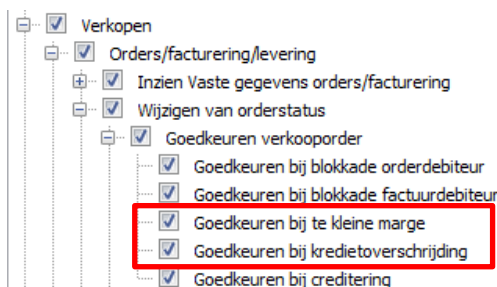 Verkopen
Orders/facturering/levering
Inzien Vaste gegevens orders/facturering
Wijzigen van orderstatus
Goedkeuren verkooporder
Goedkeuren bij blokkade orderdebiteur
Goedkeuren bij blokkade factuurdebiteur
Goedkeuren bij te kleine marge
Goedkeuren bij kredietoverschrijding
Goedkeuren bij creditering